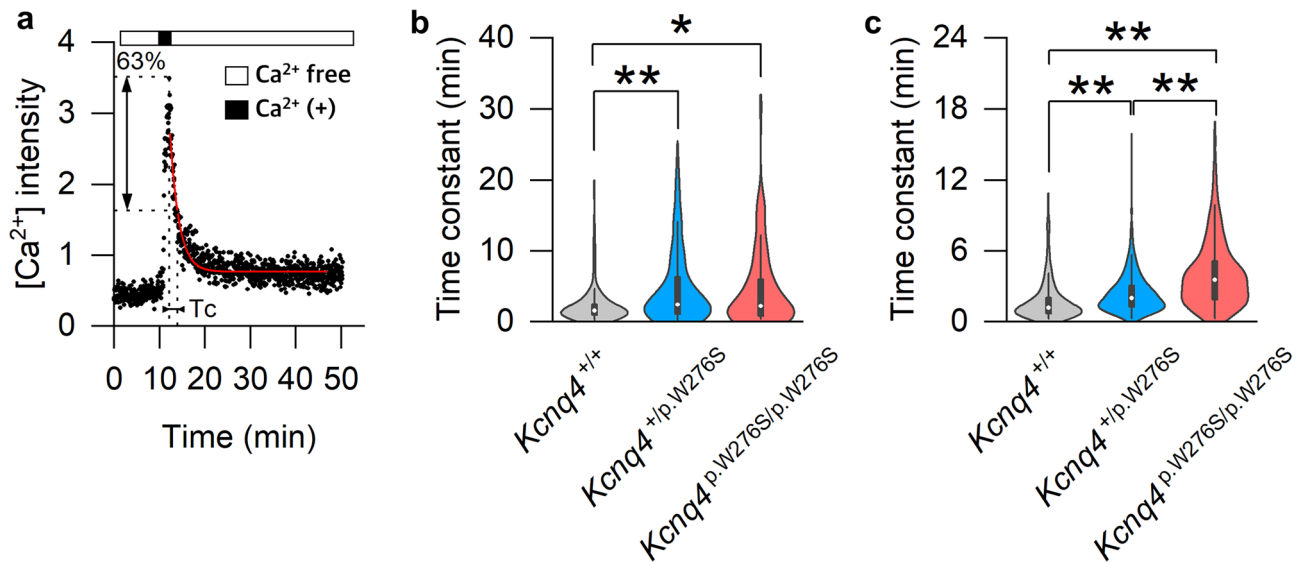 a
4
3
2
1
0
[Ca²⁺] intensity
63%
Ca²⁺ free
Ca²⁺ (+)
Tc
0 10 20 30 40 50
Time (min)
b
40
30
20
10
0
Time constant (min)
*
**
Kcnq4 +/+
Kcnq4 +/p.W276S
Kcnq4 p.W276S/p.W276S
c
24
18
12
6
0
Time constant (min)
**
** **
Kcnq4 +/+
Kcnq4 +/p.W276S
Kcnq4 p.W276S/p.W276S